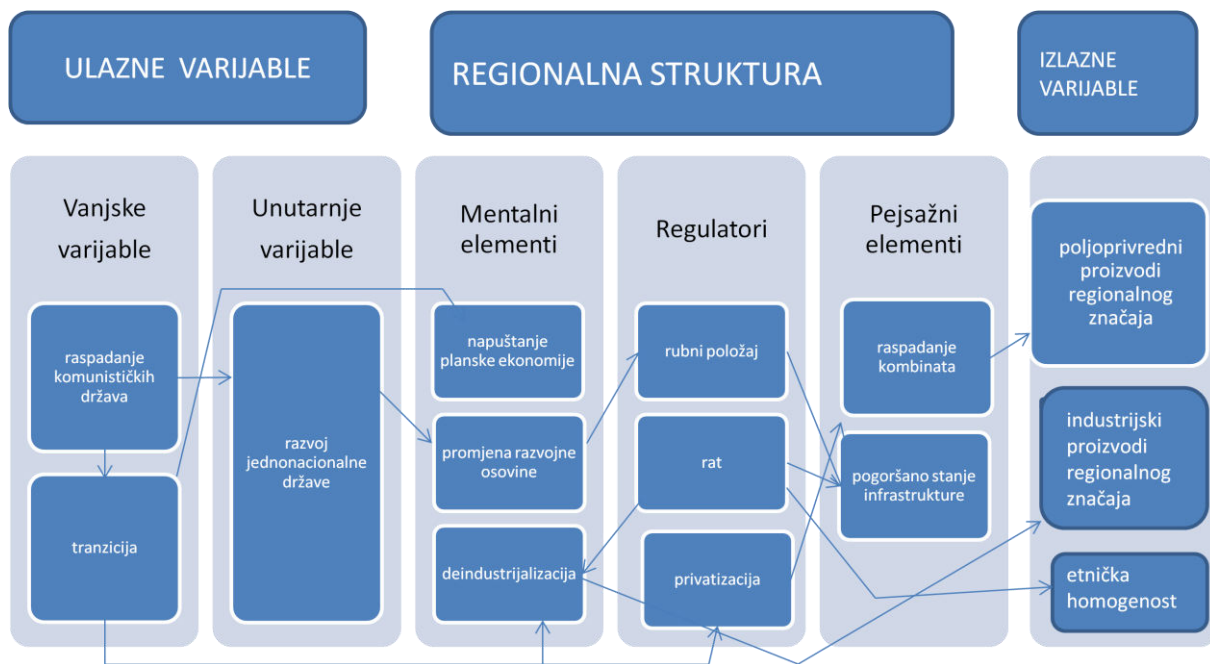 ULAZNE VARIJABLE
REGIONALNA STRUKTURA
IZLAZNE
VARIJABLE
Vanjske
varijable
raspadanje
komunističkih
država
tranzicija
Unutarnje
varijable
razvoj
jednonacionalne
države
Mentalni
elementi
napuštanje
planske ekonomije
promjena razvojne
osovine
deindustrijalizacija
Regulatori
rubni položaj
rat
privatizacija
Pejsažni
elementi
raspadanje
kombinata
pogoršano stanje
infrastrukture
poljoprivredni
proizvodi
regionalnog
značaja
industrijski
proizvodi
regionalnog
značaja
etnička
homogenost